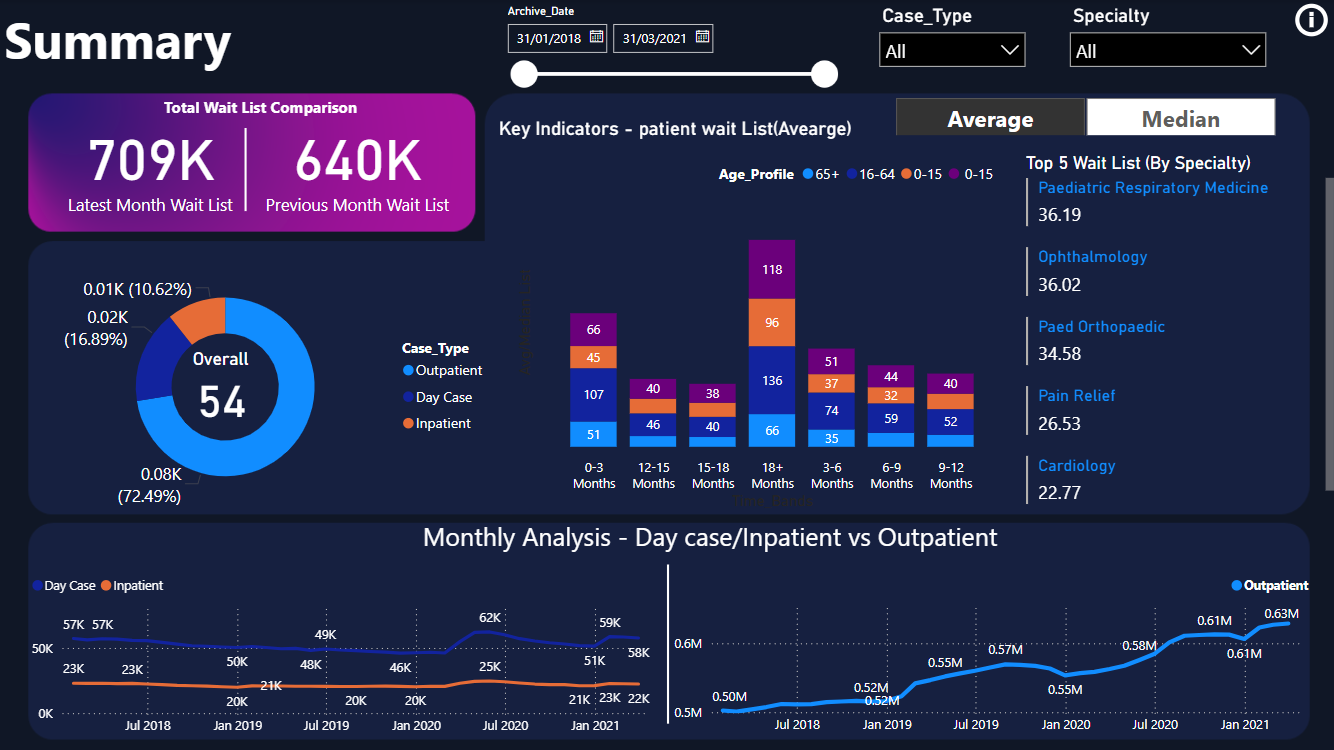 Summary
Archive_Date
31/01/2018
31/03/2021
Case_Type
All
Specialty
All
Total Wait List Comparison
709K
640K
Latest Month Wait List
Previous Month Wait List
Key Indicators - patient wait List(Avearge)
Average
Median
Age_Profile 65+ 16-64 0-15 0-15
Top 5 Wait List (By Specialty)
Paediatric Respiratory Medicine
36.19
Ophthalmology
36.02
Paed Orthopaedic
34.58
Pain Relief
26.53
Cardiology
22.77
0.01K (10.62%)
0.02K
(16.89%)
Overall
54
0.08K
(72.49%)
Case_Type
Outpatient
Day Case
Inpatient
66
45
107
51
40
46
38
40
118
96
136
66
51
37
74
35
44
32
59
40
52
0-3
Months
12-15
Months
15-18
Months
18+
Months
3-6
Months
6-9
Months
9-12
Months
Monthly Analysis - Day case/Inpatient vs Outpatient
Day Case Inpatient
57K 57K 50K 49K 48K 46K 62K 51K 59K 58K
23K 23K 20K 21K 20K 20K 25K 21K 23K 22K
50K
0K
Jul 2018 Jan 2019 Jul 2019 Jan 2020 Jul 2020 Jan 2021
Outpatient
0.6M
0.5M
0.50M 0.52M 0.52M 0.55M 0.57M 0.55M 0.58M 0.61M 0.61M 0.63M
Jul 2018 Jan 2019 Jul 2019 Jan 2020 Jul 2020 Jan 2021